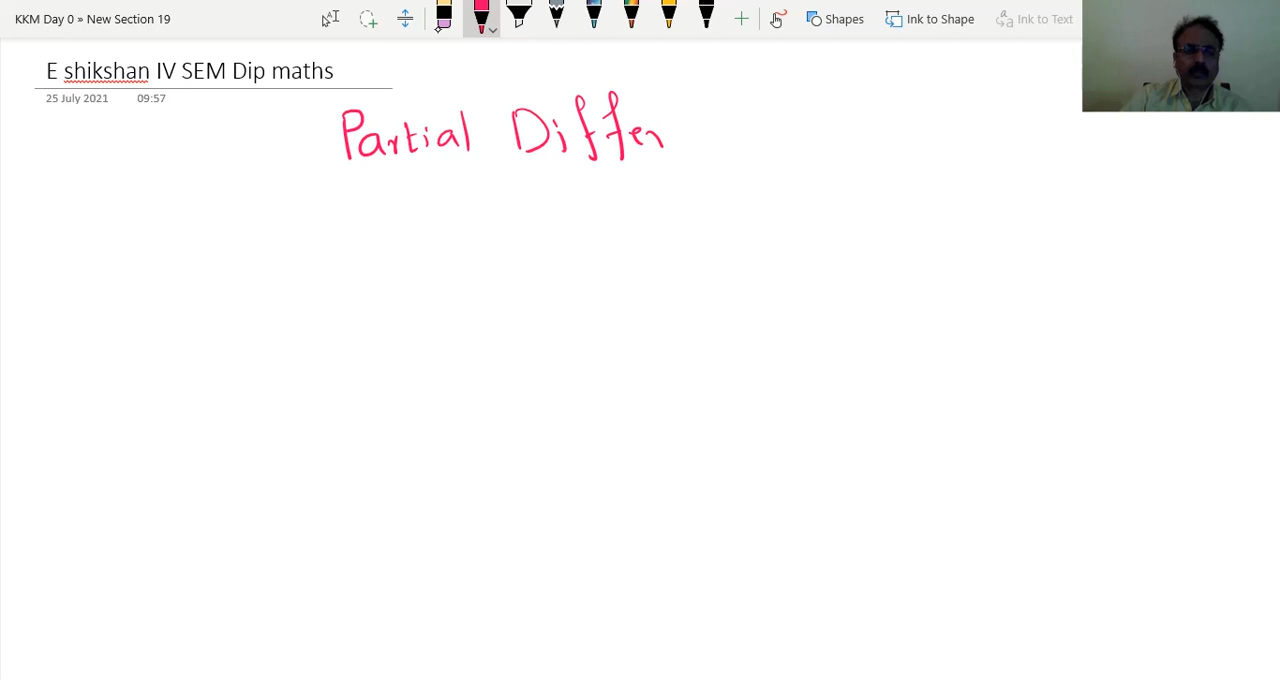 KKM Day 0 » New Section 19
Shapes
Ink to Shape
Ink to Text
E shikshan IV SEM Dip maths
25 July 2021 09:57
Partial Differ